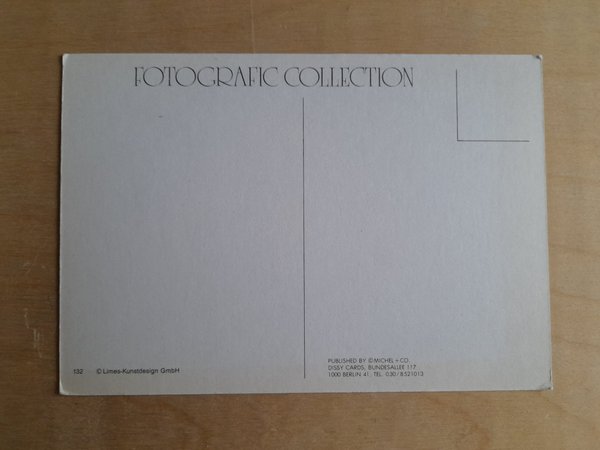 FOTOGRAFIC COLLECTION
132 © Limes-Kunstdesign GmbH
PUBLISHED BY ©MICHEL+CO.
DISSY CARDS, BUNDESALLEE 117
1000 BERLIN 41, TEL. 030/8521013